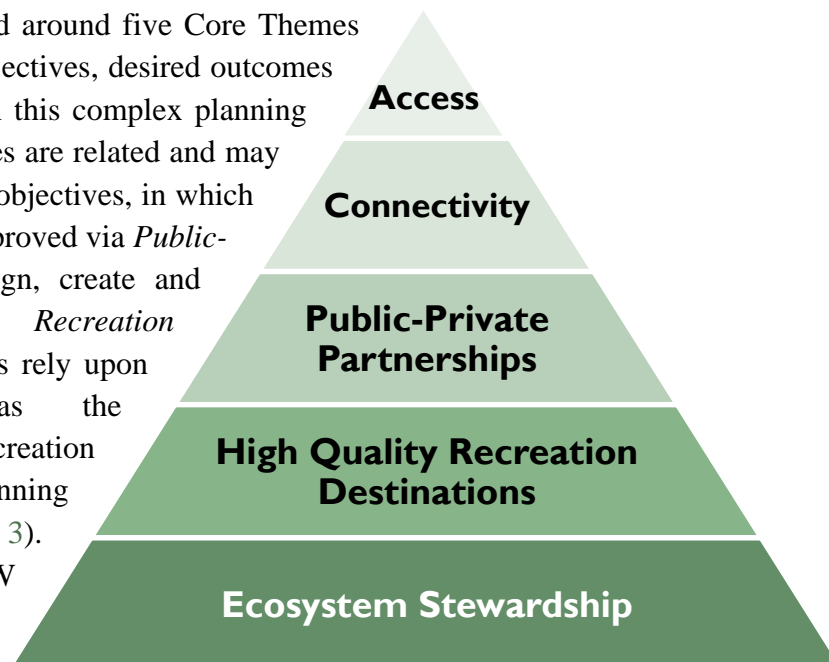 d around five Core Themes
jectives, desired outcomes
this complex planning
es are related and may
objectives, in which
proved via Public-
ign, create and
Recreation
s rely upon
as the
creation
nning
3).
Access
Connectivity
Public-Private
Partnerships
High Quality Recreation
Destinations
Ecosystem Stewardship